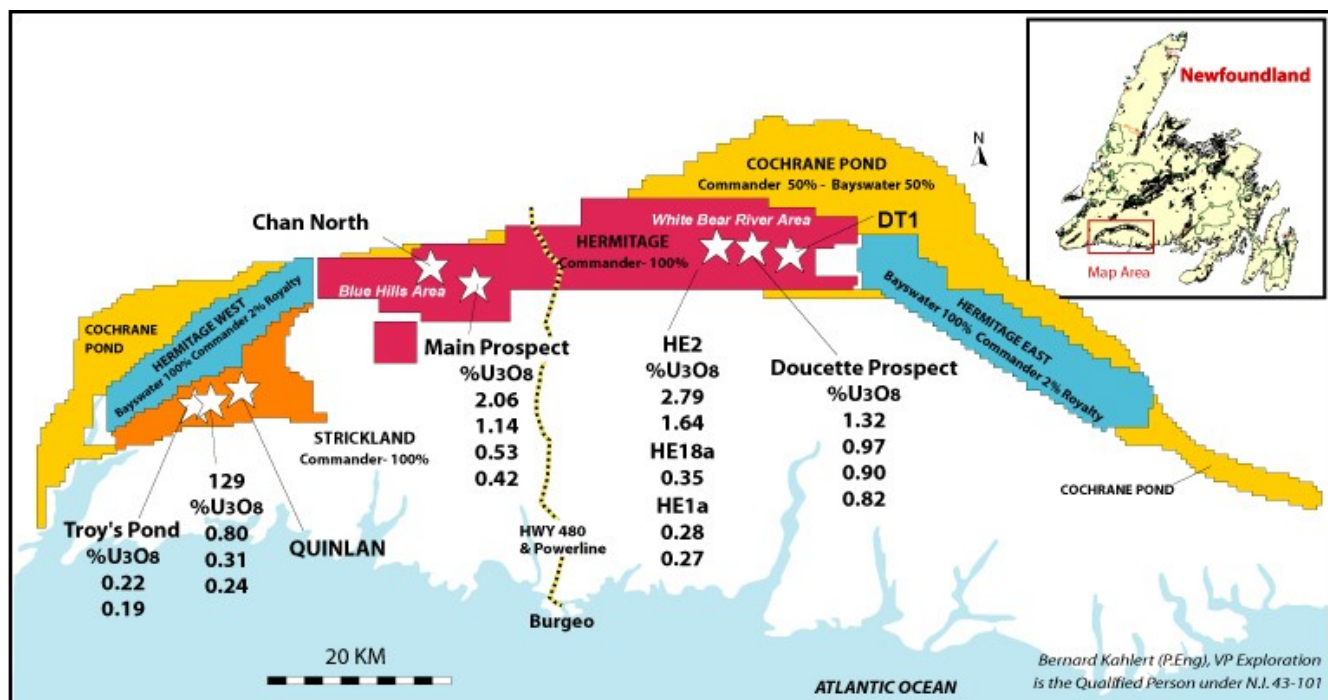 Newfoundland
Map Area
N
COCHRANE POND
Commander 50% - Bayswater 50%
Chan North
White Bear River Area
DT1
HERMITAGE
Commander- 100%
Blue Hills Area
COCHRANE
POND
HERMITAGE WEST
Bayswater 100% Commander 2% Royalty
HERMITAGE EAST
Bayswater 100% Commander 2% Royalty
Main Prospect
%U3O8
2.06
1.14
0.53
0.42
HE2
%U3O8
2.79
1.64
HE18a
0.35
HE1a
0.28
0.27
Doucette Prospect
%U3O8
1.32
0.97
0.90
0.82
STRICKLAND
Commander- 100%
COCHRANE POND
129
%U3O8
0.80
0.31
0.24
Troy's Pond
%U3O8
0.22
0.19
QUINLAN
HWY 480
& Powerline
Burgeo
20 KM
ATLANTIC OCEAN
Bernard Kahlert (P.Eng), VP Exploration
is the Qualified Person under N.I. 43-101